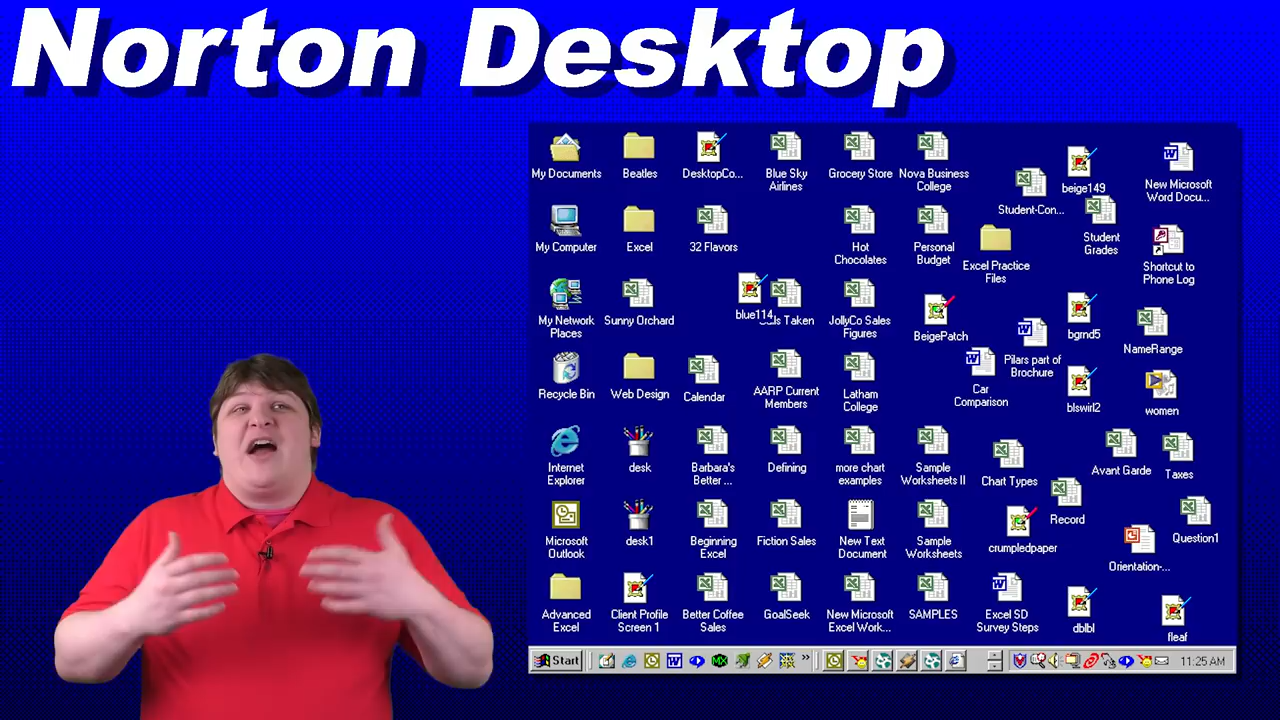 Norton Desktop
My Documents
Beatles
DesktopCo...
Blue Sky
Airlines
Grocery Store
Nova Business
College
Student-Con...
beige149
New Microsoft
Word Docu...
My Computer
Excel
32 Flavors
Hot
Chocolates
Personal
Budget
Excel Practice
Files
Student
Grades
Shortcut to
Phone Log
My Network
Places
Sunny Orchard
blue114
Taken
JollyCo Sales
Figures
BeigePatch
Pilars part of
Brochure
bgrnd5
NameRange
Recycle Bin
Web Design
Calendar
AARP Current
Members
Latham
College
Car
Comparison
blswirl2
women
Internet
Explorer
desk
Barbara's
Better ...
Defining
more chart
examples
Sample
Worksheets II
Chart Types
Avant Garde
Taxes
Record
Microsoft
Outlook
desk1
Beginning
Excel
Fiction Sales
New Text
Document
Sample
Worksheets
crumpledpaper
Orientation-...
Question1
Advanced
Excel
Client Profile
Screen 1
Better Coffee
Sales
GoalSeek
New Microsoft
Excel Work...
SAMPLES
Excel SD
Survey Steps
dblbl
fleaf
Start
11:25 AM